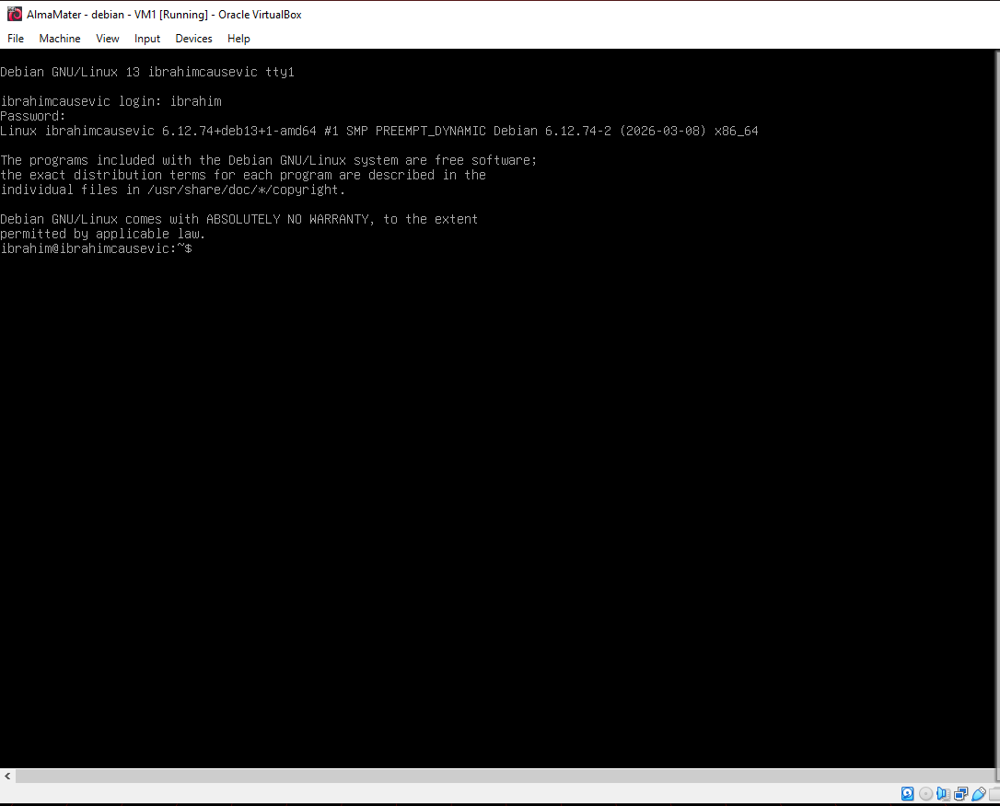 AlmaMater - debian - VM1 [Running] - Oracle VirtualBox
File Machine View Input Devices Help
Debian GNU/Linux 13 ibrahimcausevic tty1
ibrahimcausevic login: ibrahim
Password:
Linux ibrahimcausevic 6.12.74+deb13+1-amd64 #1 SMP PREEMPT_DYNAMIC Debian 6.12.74-2 (2026-03-08) x86_64
The programs included with the Debian GNU/Linux system are free software;
the exact distribution terms for each program are described in the
individual files in /usr/share/doc/*/copyright.
Debian GNU/Linux comes with ABSOLUTELY NO WARRANTY, to the extent
permitted by applicable law.
ibrahim@ibrahimcausevic:~$